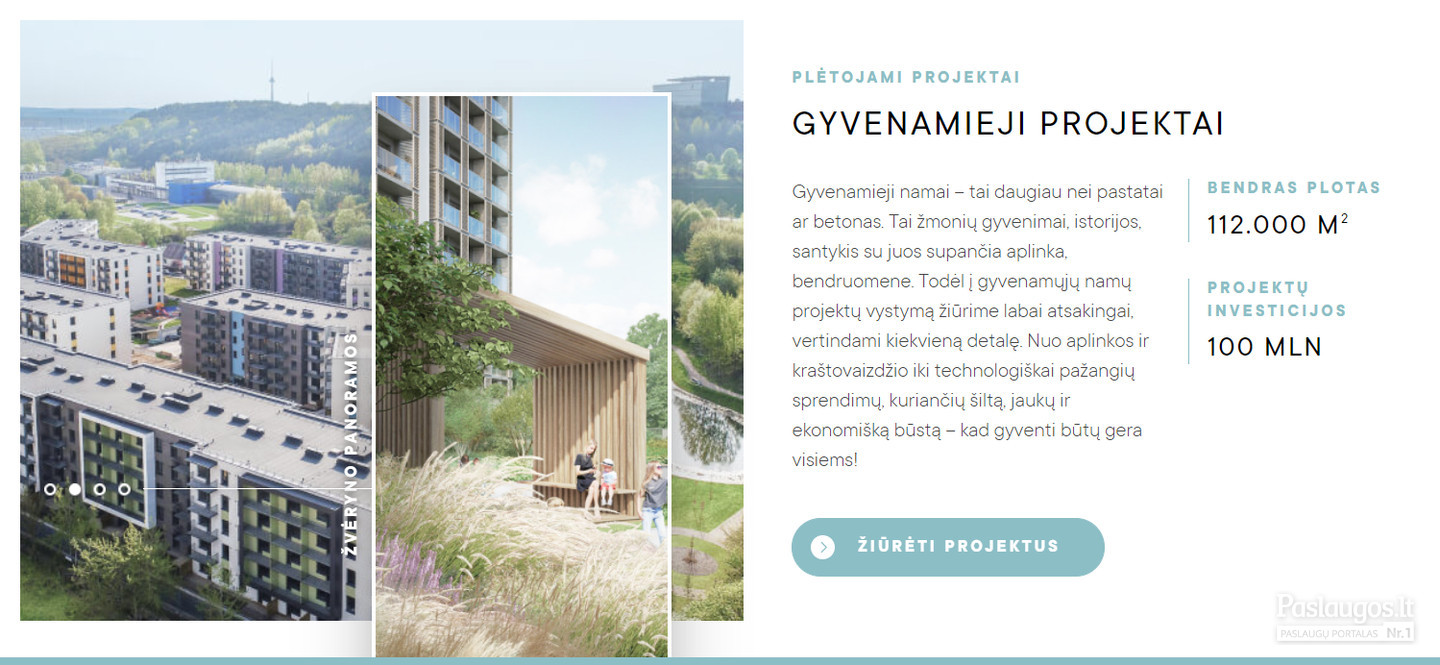 PLĖTOJAMI PROJEKTAI
GYVENAMIEJI PROJEKTAI
Gyvenamieji namai – tai daugiau nei pastatai
ar betonas. Tai žmonių gyvenimai, istorijos,
santykis su juos supančia aplinka,
bendruomene. Todėl į gyvenamųjų namų
projektų vystymą žiūrime labai atsakingai,
vertindami kiekvieną detalę. Nuo aplinkos ir
kraštovaizdžio iki technologiškai pažangių
sprendimų, kuriančių šiltą, jaukų ir
ekonomišką būstą – kad gyventi būtų gera
visiems!
BENDRAS PLOTAS
112.000 M²
PROJEKTŲ
INVESTICIJOS
100 MLN
ŽIŪRĖTI PROJEKTUS
ŽVĖRYNO PANORAMOS
Paslaugos.lt
PASLAUGŲ PORTALAS Nr.1